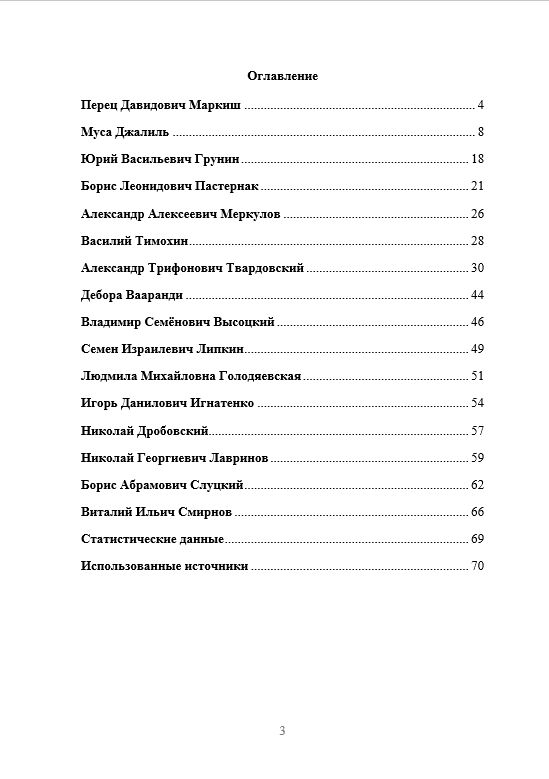 Оглавление
Перец Давидович Маркиш ........ 4
Муса Джалиль ........ 8
Юрий Васильевич Грунин ........ 18
Борис Леонидович Пастернак ........ 21
Александр Алексеевич Меркулов ........ 26
Василий Тимохин ........ 28
Александр Трифонович Твардовский ........ 30
Дебора Вааранди ........ 44
Владимир Семёнович Высоцкий ........ 46
Семен Израилевич Липкин ........ 49
Людмила Михайловна Голодяевская ........ 51
Игорь Данилович Игнатенко ........ 54
Николай Дробовский ........ 57
Николай Георгиевич Лавринов ........ 59
Борис Абрамович Слуцкий ........ 62
Виталий Ильич Смирнов ........ 66
Статистические данные ........ 69
Использованные источники ........ 70
3